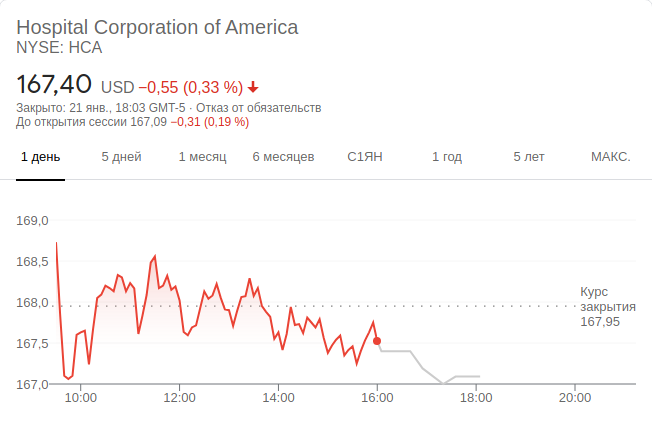 Hospital Corporation of America
NYSE: HCA
167,40 USD −0,55 (0,33 %)
Закрыто: 21 янв., 18:03 GMT-5 · Отказ от обязательств
До открытия сессии 167,09 −0,31 (0,19 %)
1 день 5 дней 1 месяц 6 месяцев С1ЯН 1 год 5 лет МАКС.
169,0
168,5
168,0
167,5
167,0
Курс
закрытия
167,95
10:00 12:00 14:00 16:00 18:00 20:00